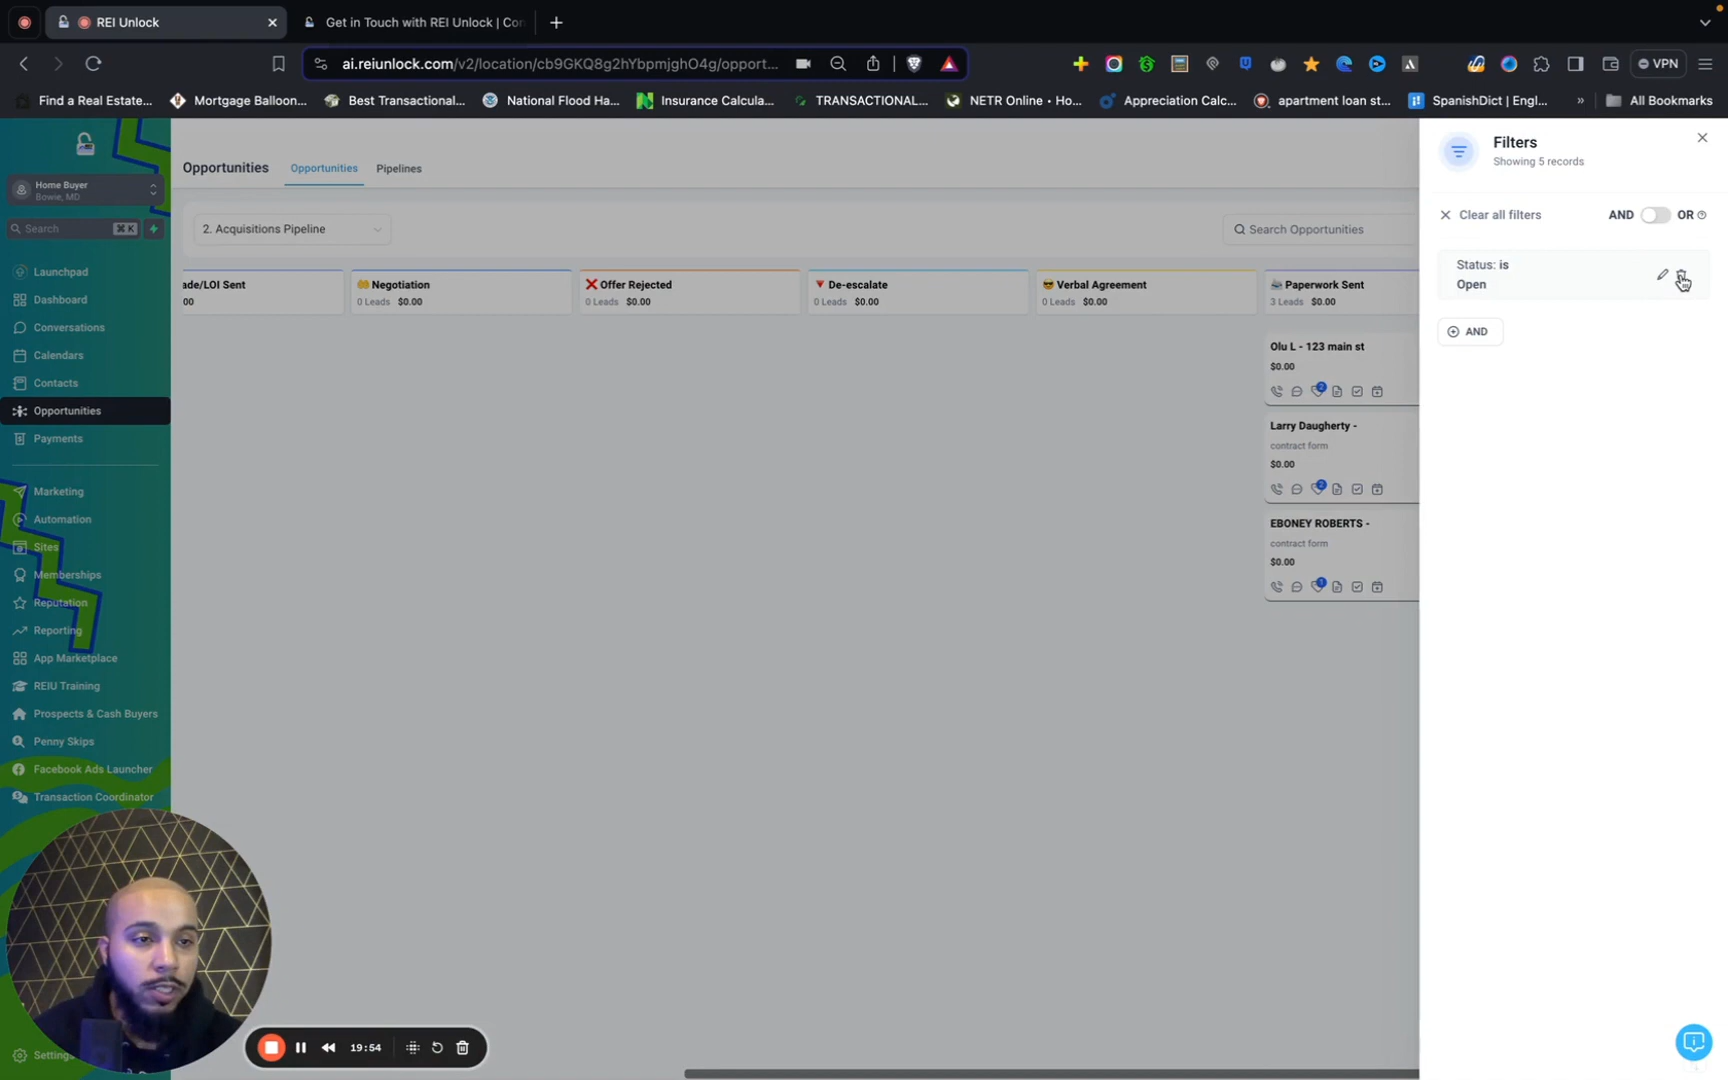 REI Unlock
Get in Touch with REI Unlock | Con
ai.reiunlock.com/v2/location/cb9GKQ8g2hYbpmjghO4g/opport...
VPN
Find a Real Estate...
Mortgage Balloon...
Best Transactional...
National Flood Ha...
Insurance Calcula...
TRANSACTIONAL...
NETR Online • Ho...
Appreciation Calc...
apartment loan st...
SpanishDict | Engl...
»
All Bookmarks
Home Buyer
Bowie, MD
Search
⌘ K
Launchpad
Dashboard
Conversations
Calendars
Contacts
Opportunities
Payments
Marketing
Automation
Sites
Memberships
Reputation
Reporting
App Marketplace
REIU Training
Prospects & Cash Buyers
Penny Skips
Facebook Ads Launcher
Transaction Coordinator
Settings
Opportunities
Opportunities
Pipelines
2. Acquisitions Pipeline
Search Opportunities
ade/LOI Sent
00
Negotiation
0 Leads $0.00
Offer Rejected
0 Leads $0.00
De-escalate
0 Leads $0.00
Verbal Agreement
0 Leads $0.00
Paperwork Sent
3 Leads $0.00
Olu L - 123 main st
$0.00
2
Larry Daugherty -
contract form
$0.00
2
EBONEY ROBERTS -
contract form
$0.00
1
Filters
Showing 5 records
Clear all filters
AND
OR
Status: is
Open
AND
19:54